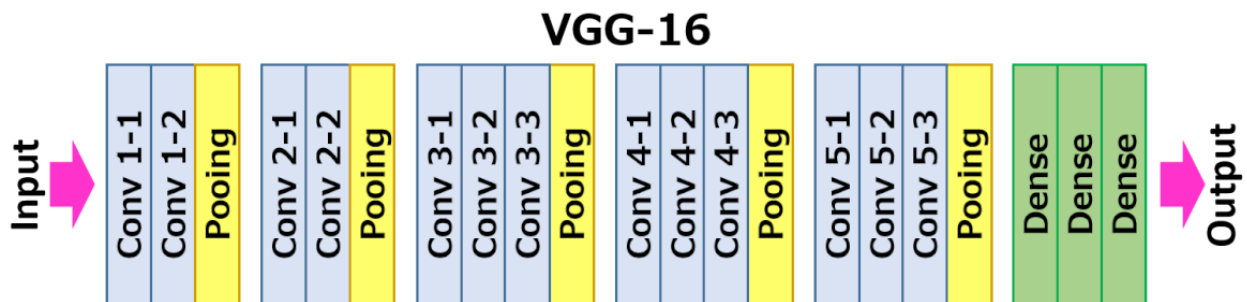 VGG-16
Input
Conv 1-1
Conv 1-2
Pooing
Conv 2-1
Conv 2-2
Pooing
Conv 3-1
Conv 3-2
Conv 3-3
Pooing
Conv 4-1
Conv 4-2
Conv 4-3
Pooing
Conv 5-1
Conv 5-2
Conv 5-3
Pooing
Dense
Dense
Dense
Output